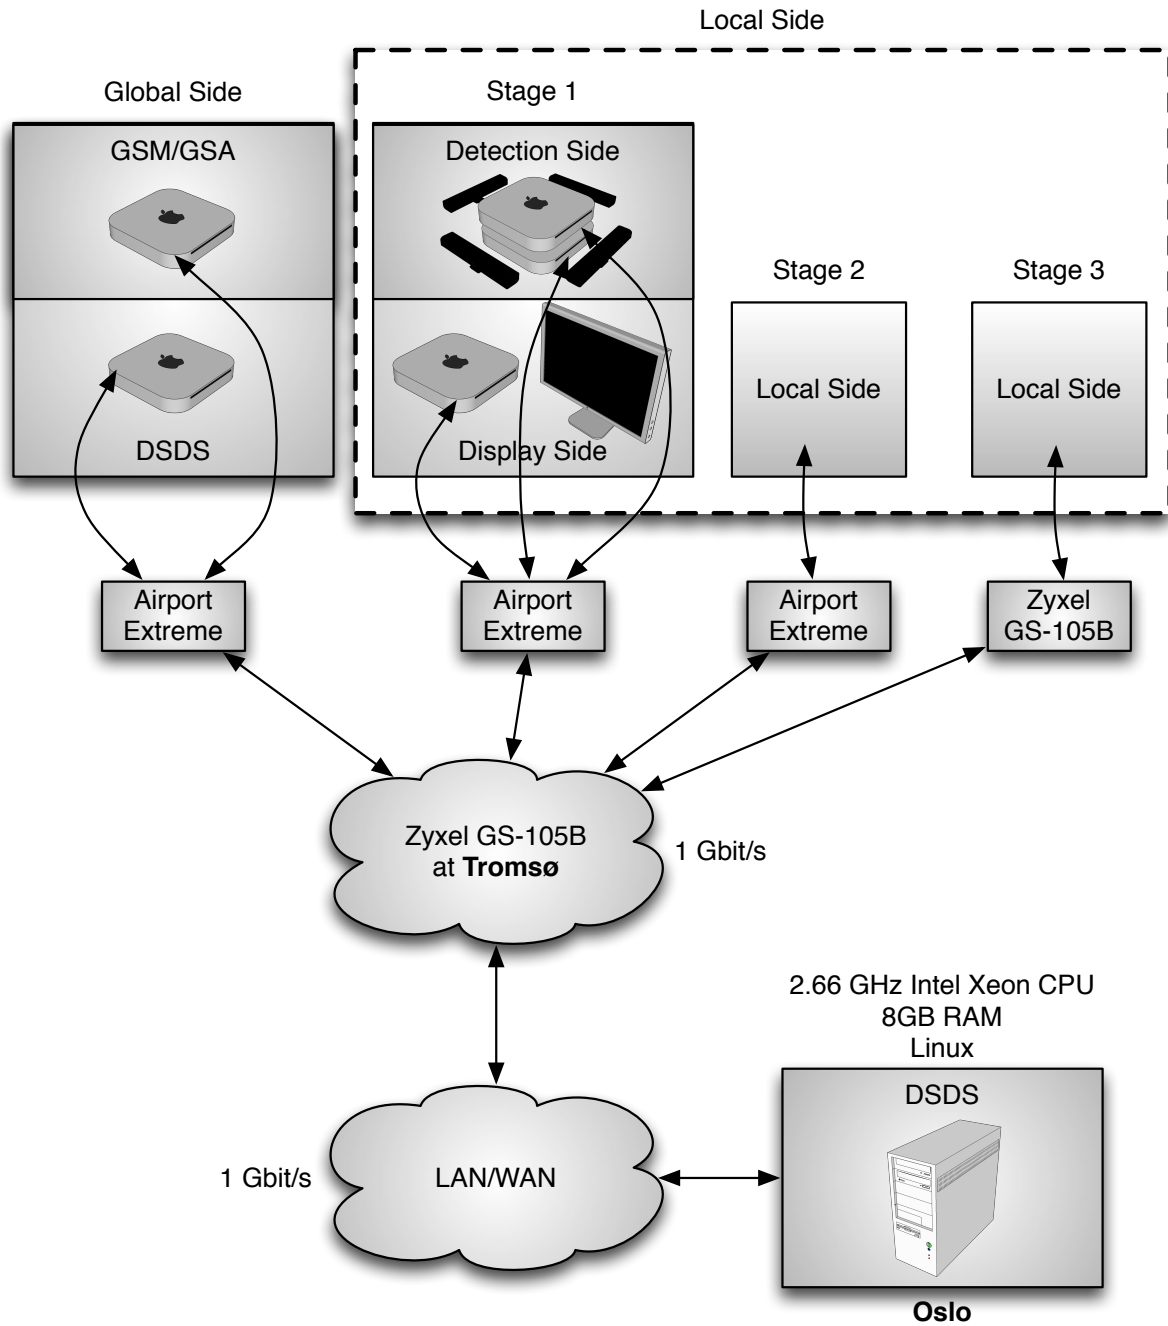 Local Side
Global Side
Stage 1
GSM/GSA
Detection Side
Stage 2
Stage 3
Local Side
Local Side
DSDS
Display Side
Airport
Extreme
Airport
Extreme
Airport
Extreme
Zyxel
GS-105B
Zyxel GS-105B
at Tromsø
1 Gbit/s
2.66 GHz Intel Xeon CPU
8GB RAM
Linux
DSDS
1 Gbit/s
LAN/WAN
Oslo